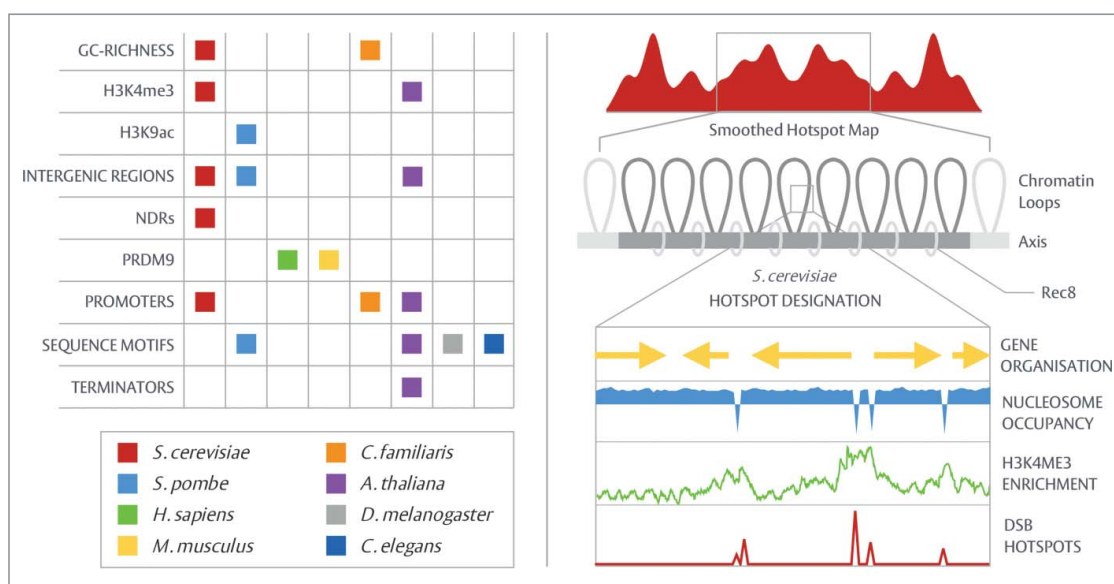 GC-RICHNESS
H3K4me3
H3K9ac
INTERGENIC REGIONS
NDRs
PRDM9
PROMOTERS
SEQUENCE MOTIFS
TERMINATORS
S. cerevisiae
S. pombe
H. sapiens
M. musculus
C. familiaris
A. thaliana
D. melanogaster
C. elegans
Smoothed Hotspot Map
Chromatin
Loops
Axis
Rec8
S. cerevisiae
HOTSPOT DESIGNATION
GENE
ORGANISATION
NUCLEOSOME
OCCUPANCY
H3K4ME3
ENRICHMENT
DSB
HOTSPOTS